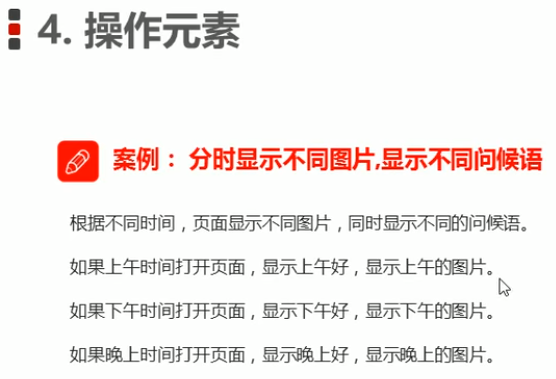 4. 操作元素
案例： 分时显示不同图片,显示不同问候语
根据不同时间，页面显示不同图片，同时显示不同的问候语。
如果上午时间打开页面，显示上午好，显示上午的图片。
如果下午时间打开页面，显示下午好，显示下午的图片。
如果晚上时间打开页面，显示晚上好，显示晚上的图片。